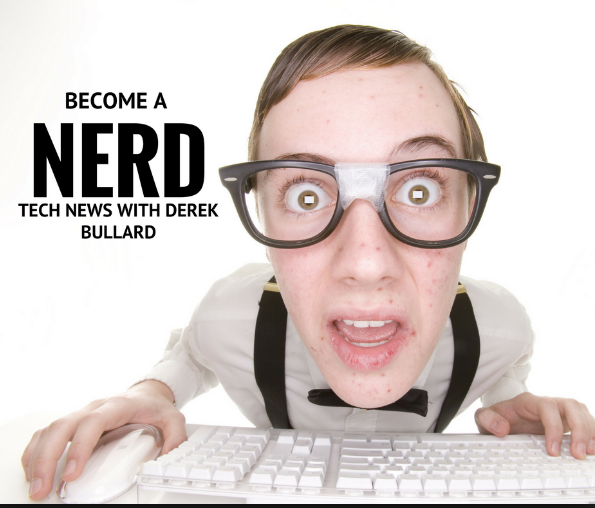 BECOME A
NERD
TECH NEWS WITH DEREK
BULLARD